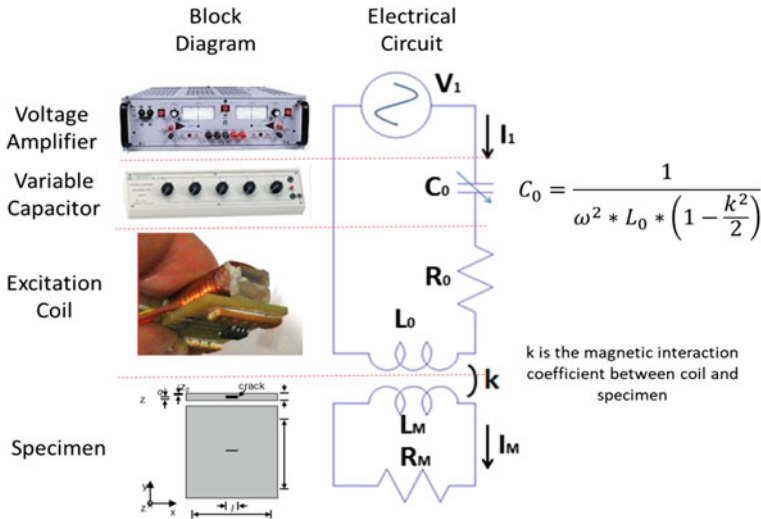 Block
Diagram
Electrical
Circuit
Voltage
Amplifier
V1
I1
Variable
Capacitor
C0
C₀ = 1 / (ω² * L₀ * (1 − k²/2))
Excitation
Coil
R0
L0
k
k is the magnetic interaction
coefficient between coil and
specimen
crack
z
Specimen
LM
RM
IM
y
z
x
l